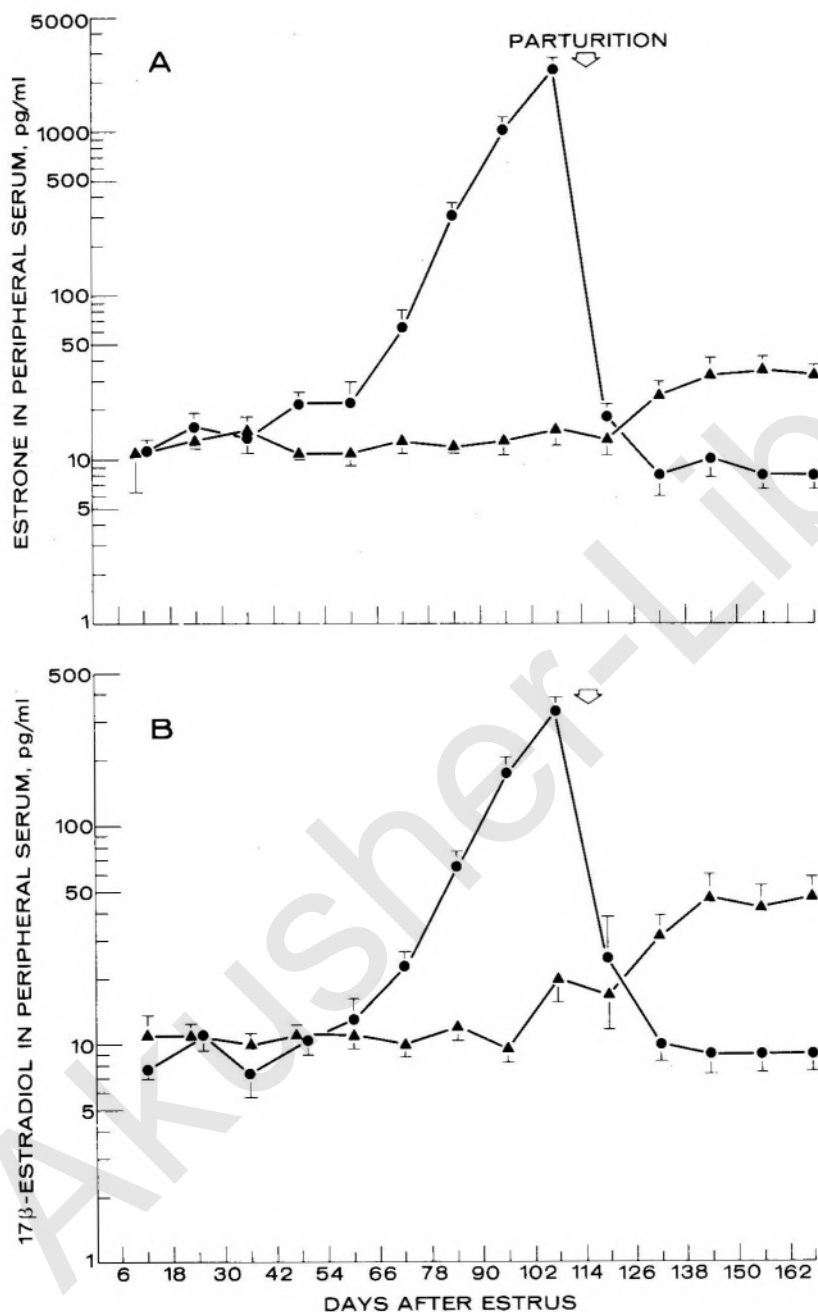 A
PARTURITION
ESTRONE IN PERIPHERAL SERUM, pg/ml
5000
1000
500
100
50
10
5
1
B
17β-ESTRADIOL IN PERIPHERAL SERUM, pg/ml
500
100
50
10
5
1
6 18 30 42 54 66 78 90 102 114 126 138 150 162
DAYS AFTER ESTRUS
Akusher-Lib